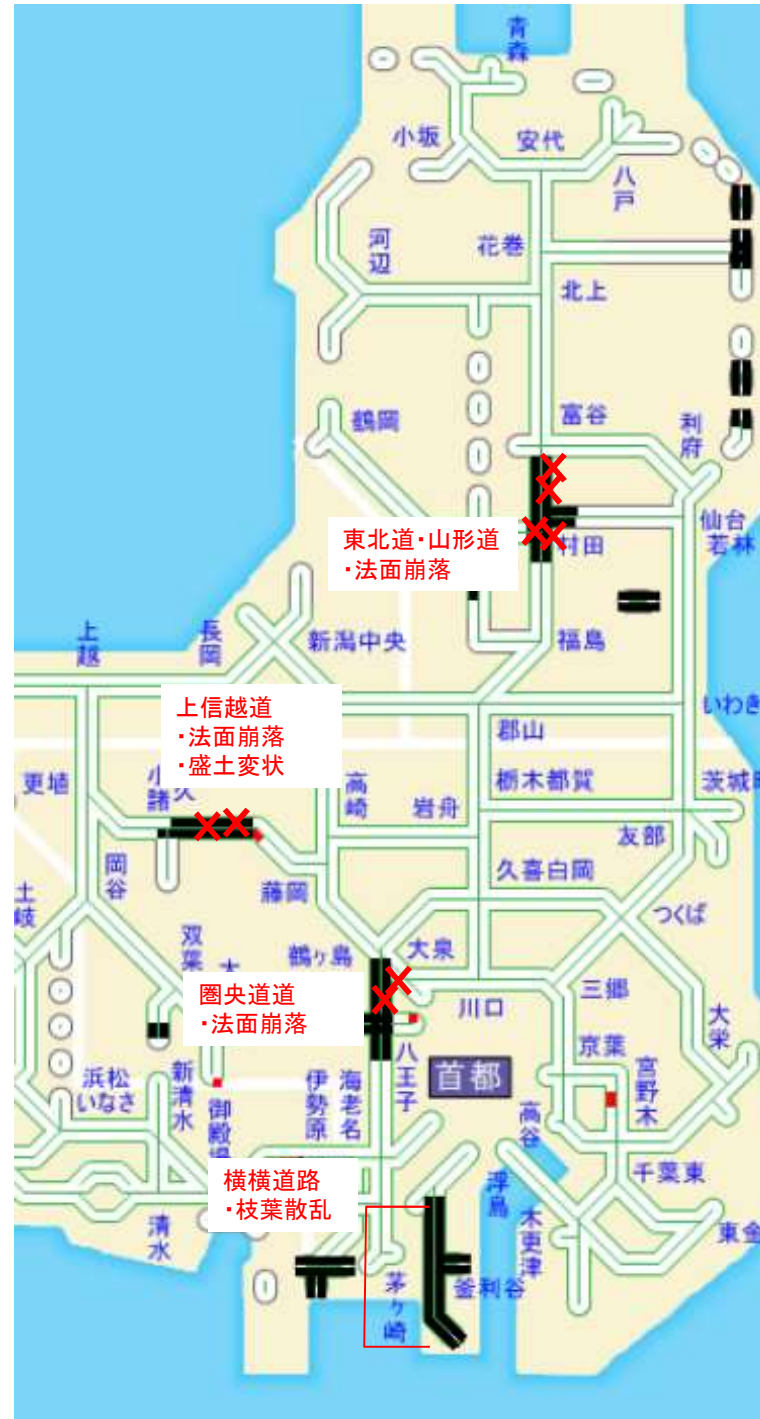 青森
小坂
安代
八戸
河辺
花巻
北上
鶴岡
富谷
利府
仙台
若林
東北道・山形道
・法面崩落
村田
上越
長岡
新潟中央
福島
いわき
上信越道
・法面崩落
・盛土変状
郡山
更埴
小諸
高崎
岩舟
栃木都賀
茨城
友部
岡谷
藤岡
久喜白岡
土岐
つくば
双葉
鶴ヶ島
大泉
圏央道道
・法面崩落
川口
三郷
大栄
京葉
宮野木
首都
八王子
浜松
いなさ
新清水
御殿場
伊勢原
海老名
高谷
千葉東
横横道路
・枝葉散乱
浮島
木更津
東金
清水
茅ヶ崎
釜利谷